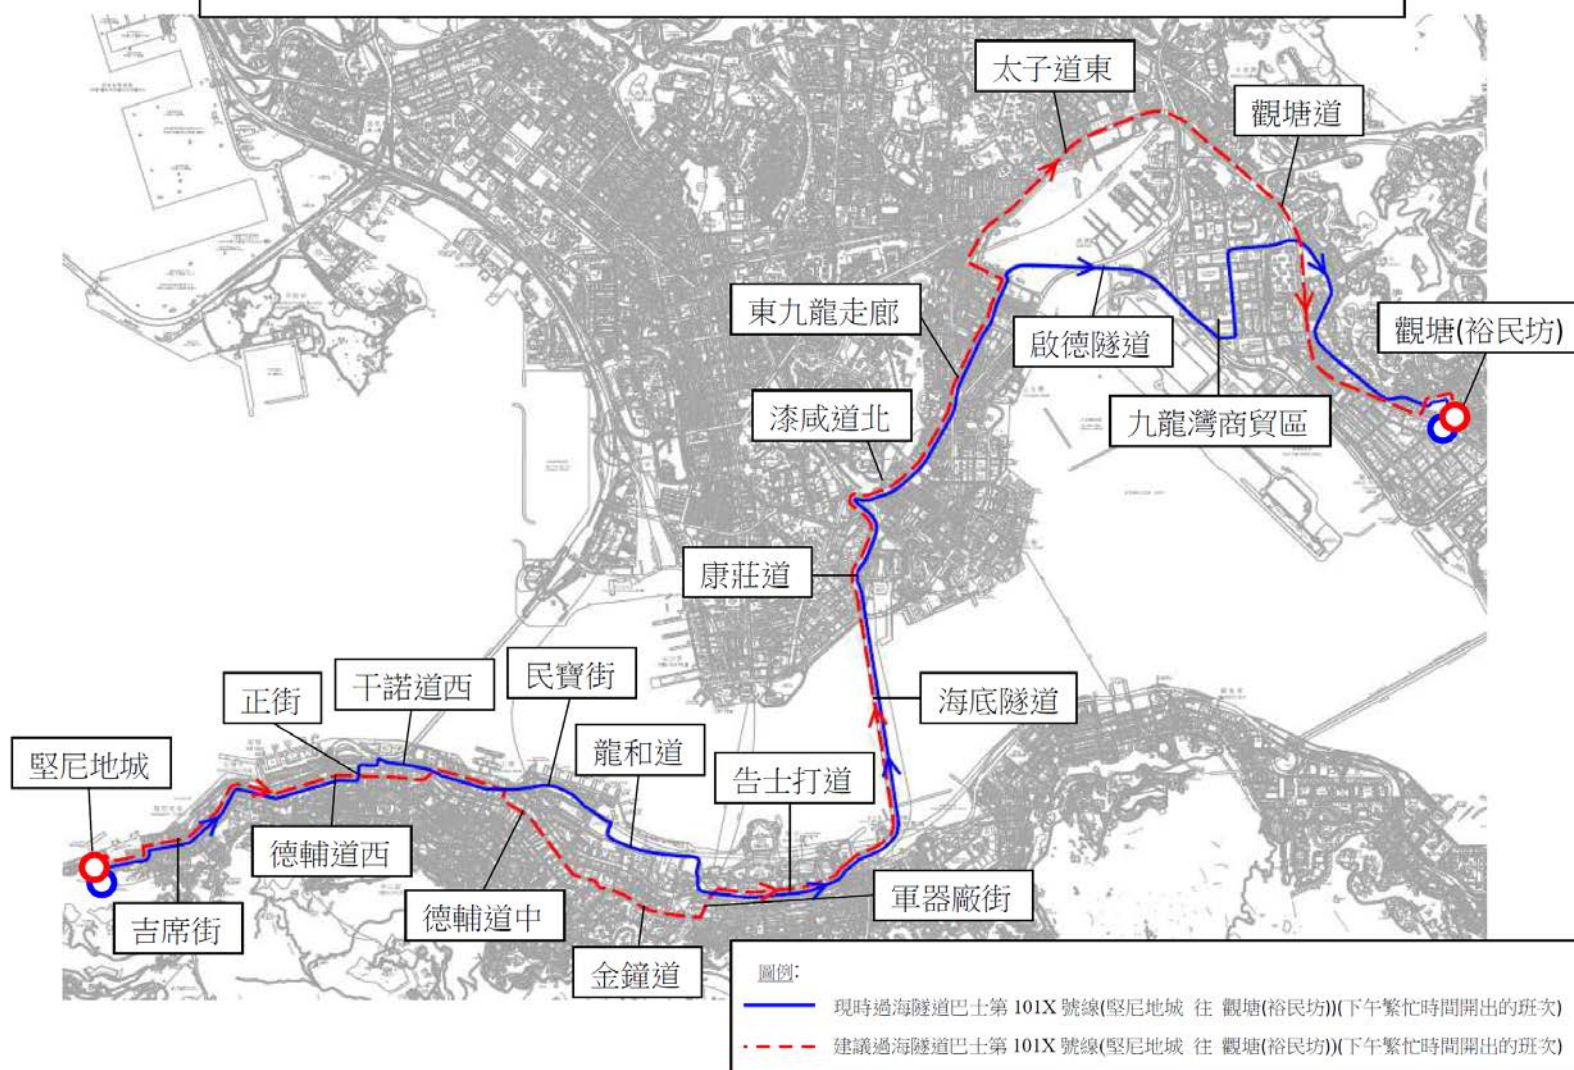 太子道東
觀塘道
東九龍走廊
啟德隧道
觀塘(裕民坊)
漆咸道北
九龍灣商貿區
康莊道
正街
干諾道西
民寶街
海底隧道
堅尼地城
龍和道
告士打道
德輔道西
吉席街
德輔道中
軍器廠街
金鐘道
圖例:
現時過海隧道巴士第 101X 號線(堅尼地城 往 觀塘(裕民坊))(下午繁忙時間開出的班次)
建議過海隧道巴士第 101X 號線(堅尼地城 往 觀塘(裕民坊))(下午繁忙時間開出的班次)